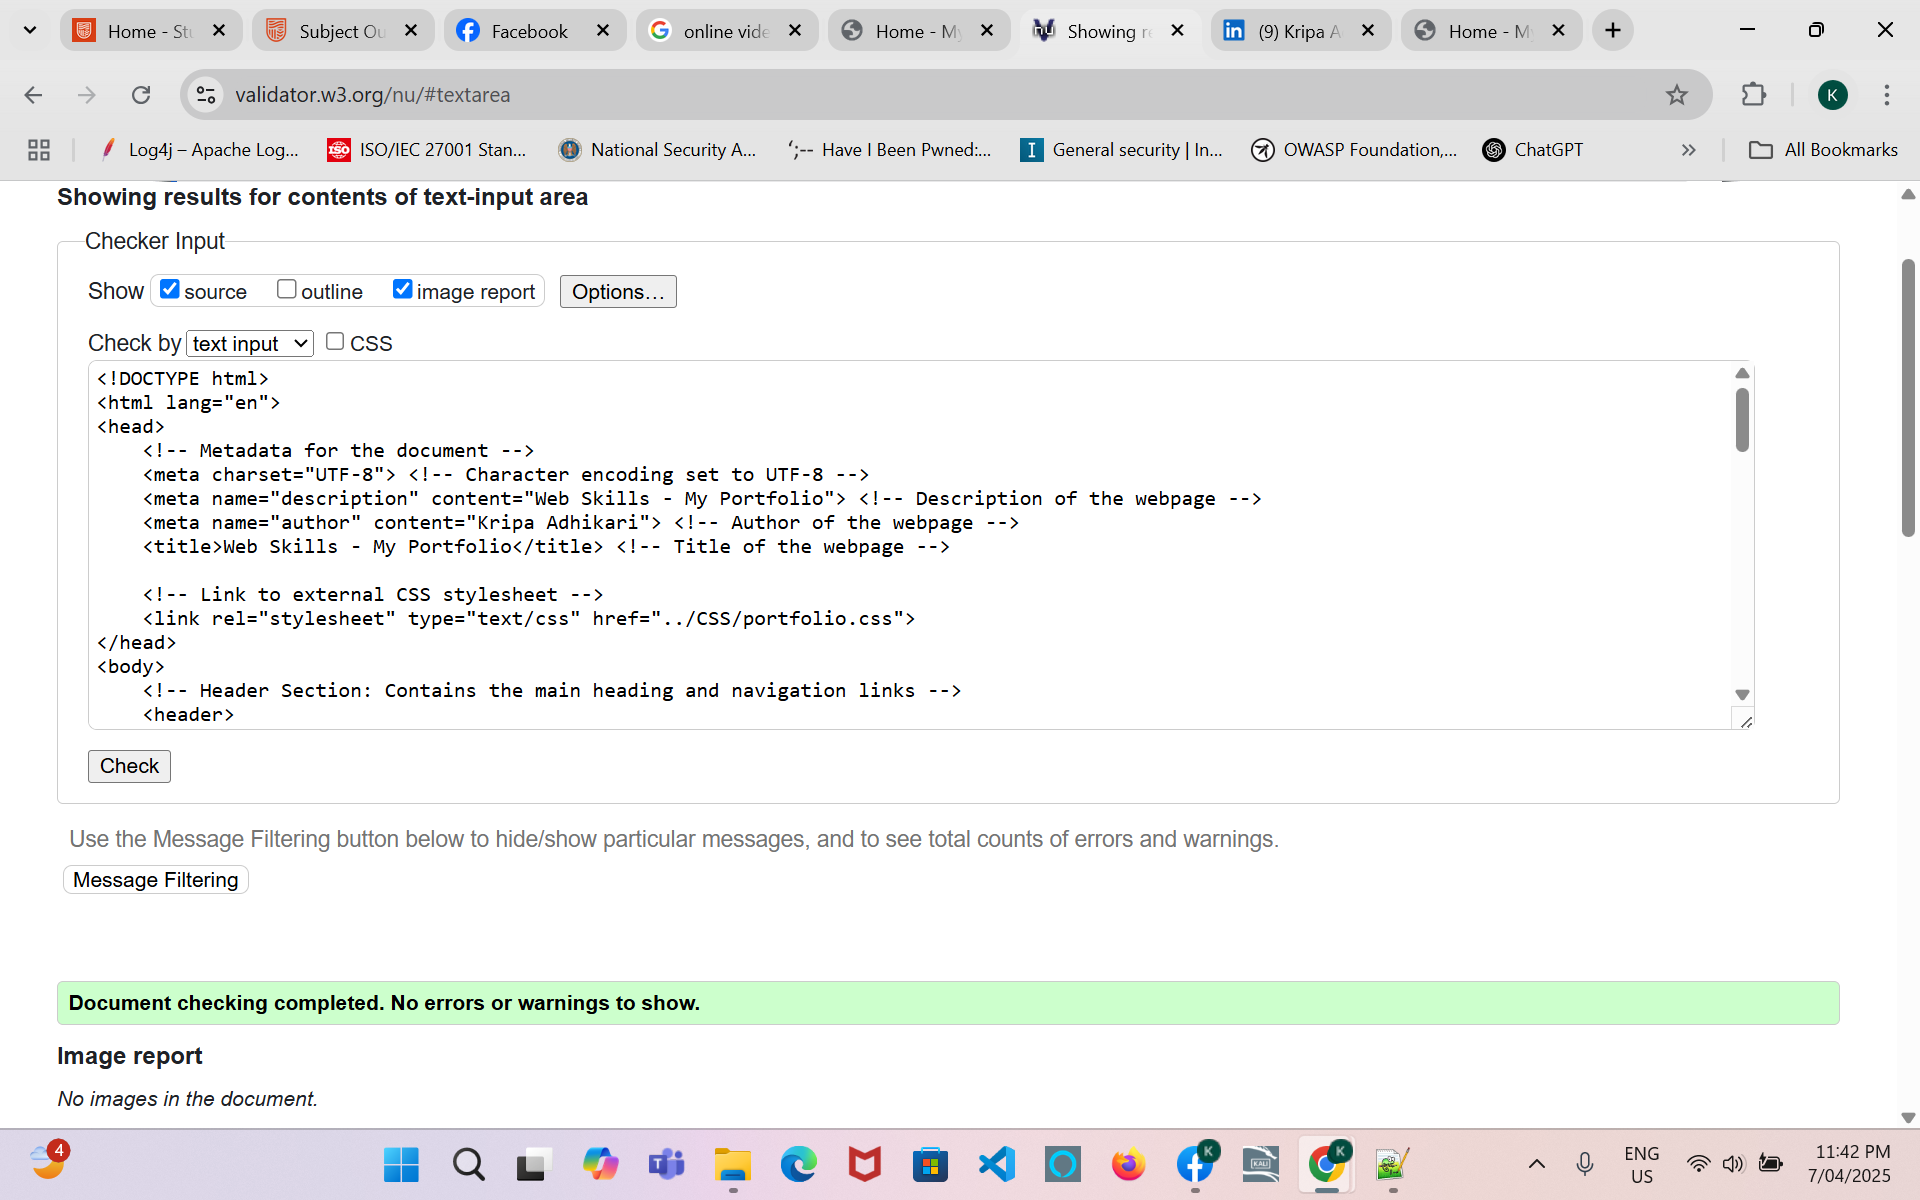 Home - Stu
Subject Ou
Facebook
online vide
Home - My
Showing re
(9) Kripa A
Home - My
validator.w3.org/nu/#textarea
K
Log4j – Apache Log...
ISO/IEC 27001 Stan...
National Security A...
Have I Been Pwned:...
General security | In...
OWASP Foundation,...
ChatGPT
All Bookmarks
Showing results for contents of text-input area
Checker Input
Show source outline image report Options...
Check by text input CSS
<!DOCTYPE html>
<html lang="en">
<head>
<!-- Metadata for the document -->
<meta charset="UTF-8"> <!-- Character encoding set to UTF-8 -->
<meta name="description" content="Web Skills - My Portfolio"> <!-- Description of the webpage -->
<meta name="author" content="Kripa Adhikari"> <!-- Author of the webpage -->
<title>Web Skills - My Portfolio</title> <!-- Title of the webpage -->
<!-- Link to external CSS stylesheet -->
<link rel="stylesheet" type="text/css" href="../CSS/portfolio.css">
</head>
<body>
<!-- Header Section: Contains the main heading and navigation links -->
<header>
Check
Use the Message Filtering button below to hide/show particular messages, and to see total counts of errors and warnings.
Message Filtering
Document checking completed. No errors or warnings to show.
Image report
No images in the document.
4
K
KALI
K
ENG
US
11:42 PM
7/04/2025